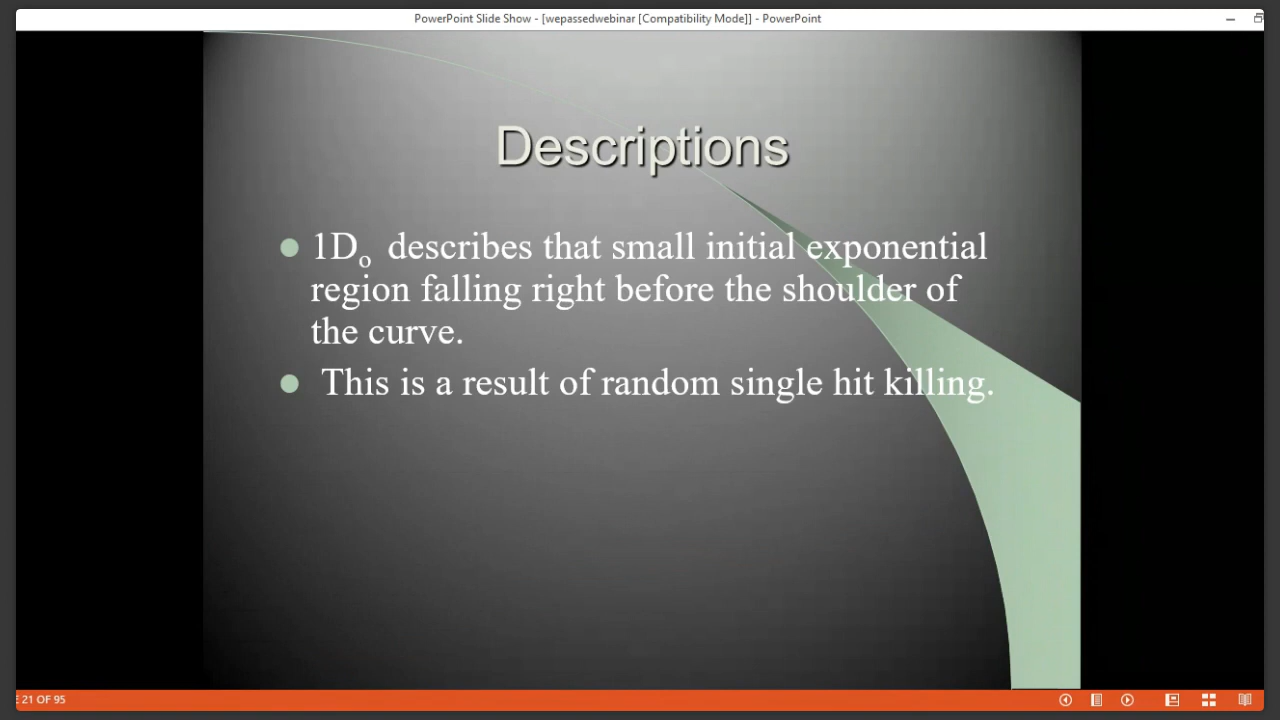 PowerPoint Slide Show - [wepassedwebinar [Compatibility Mode]] - PowerPoint
Descriptions
1Dₒ describes that small initial exponential
region falling right before the shoulder of
the curve.
This is a result of random single hit killing.
E 21 OF 95